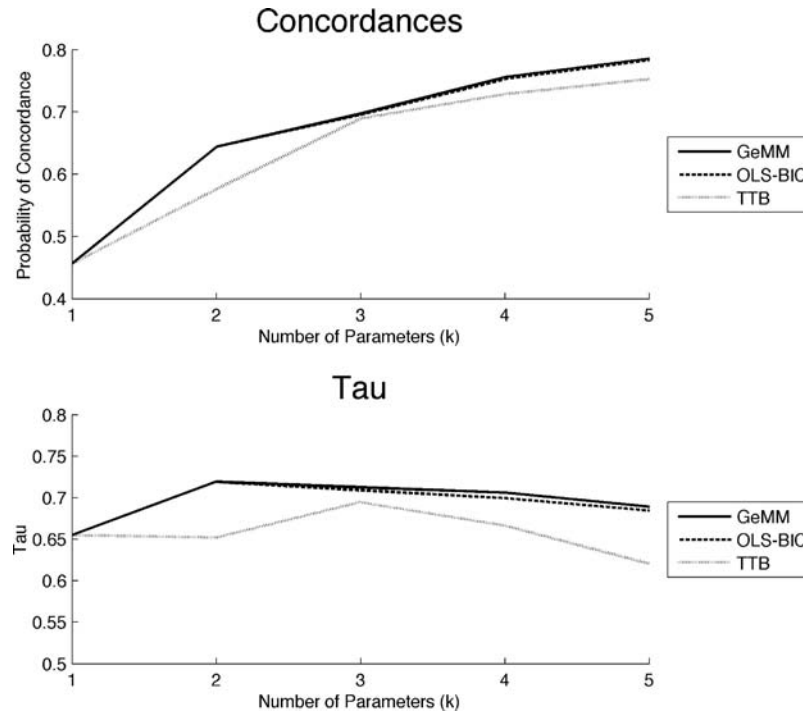 Concordances
0.8
0.7
0.6
0.5
0.4
Probability of Concordance
1
2
3
4
5
Number of Parameters (k)
GeMM
OLS-BIC
TTB
Tau
0.8
0.75
0.7
0.65
0.6
0.55
0.5
Tau
1
2
3
4
5
Number of Parameters (k)
GeMM
OLS-BIC
TTB